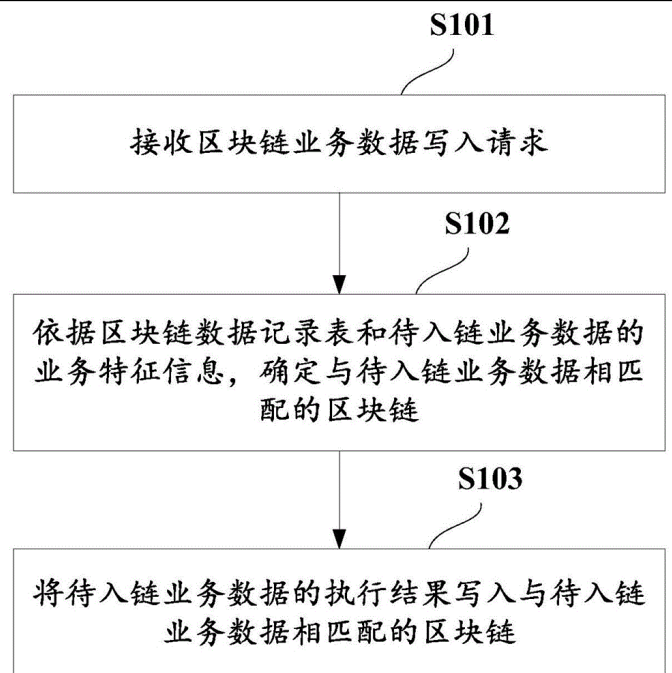 S101
接收区块链业务数据写入请求
S102
依据区块链数据记录表和待入链业务数据的
业务特征信息，确定与待入链业务数据相匹
配的区块链
S103
将待入链业务数据的执行结果写入与待入链
业务数据相匹配的区块链